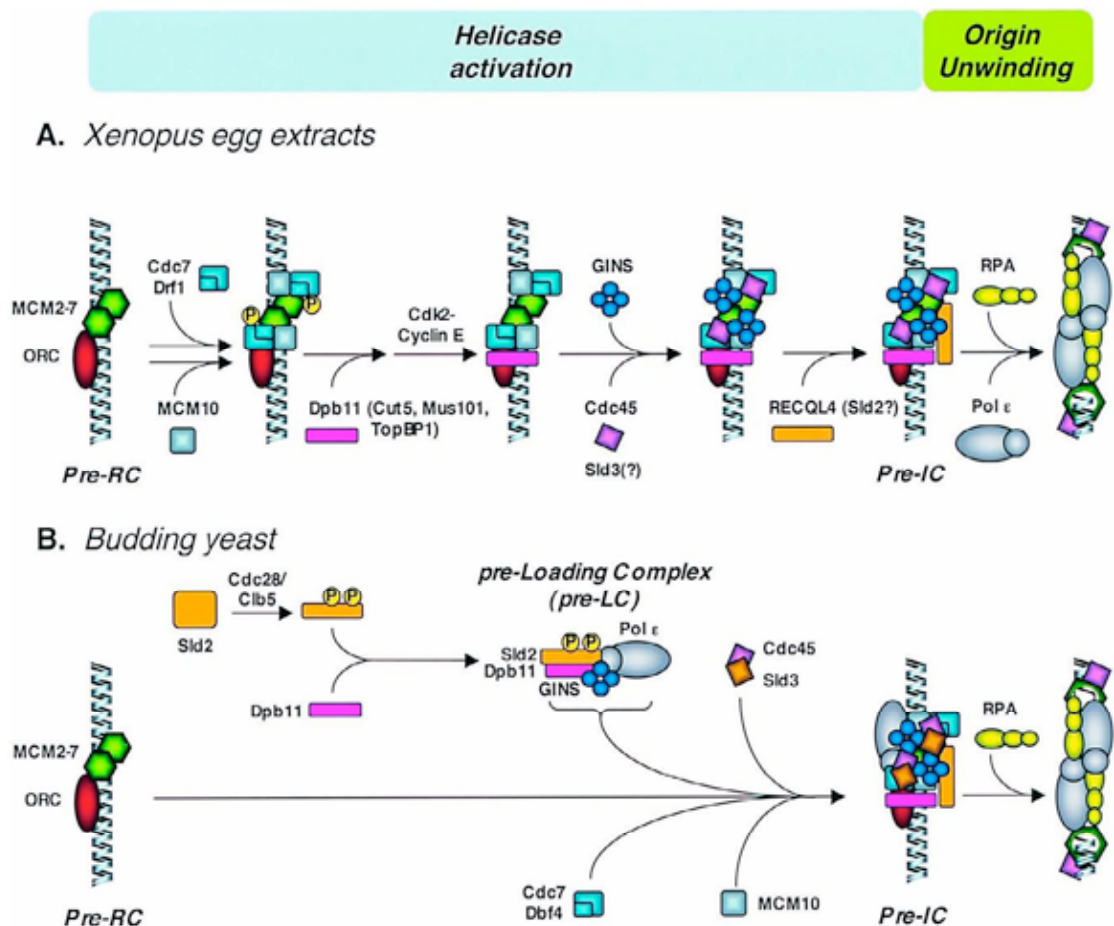 Helicase
activation
Origin
Unwinding
A. Xenopus egg extracts
Cdc7
Drf1
MCM2-7
ORC
P
P
MCM10
Pre-RC
Dpb11 (Cut5, Mus101,
TopBP1)
Cdk2-
Cyclin E
GINS
Cdc45
Sld3(?)
RECQL4 (Sld2?)
Pre-IC
RPA
Pol ε
B. Budding yeast
Sld2
Cdc28/
Clb5
P P
Dpb11
pre-Loading Complex
(pre-LC)
P P
Pol ε
Sld2
Dpb11
GINS
Cdc45
Sld3
MCM2-7
ORC
Pre-RC
Cdc7
Dbf4
MCM10
Pre-IC
RPA